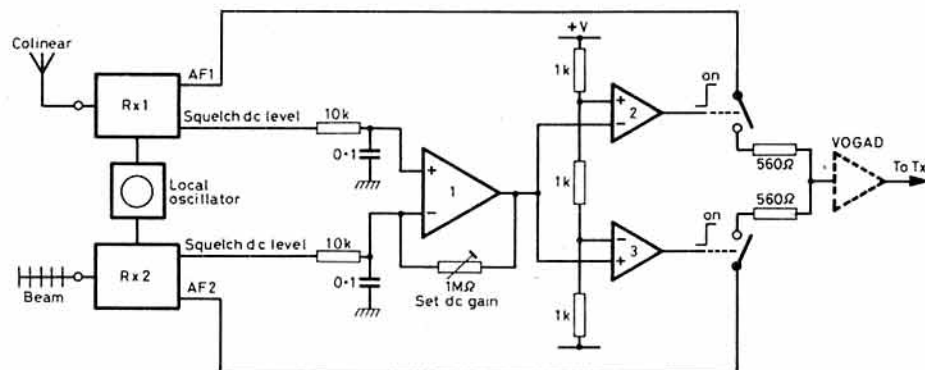 Colinear
AF1
Rx1
Squelch dc level
10k
0·1
Local
oscillator
Squelch dc level
10k
0·1
Rx2
AF2
Beam
+
1
−
1MΩ
Set dc gain
+V
1k
1k
1k
+
−
2
−
+
3
on
on
560Ω
560Ω
VOGAD
To Tx